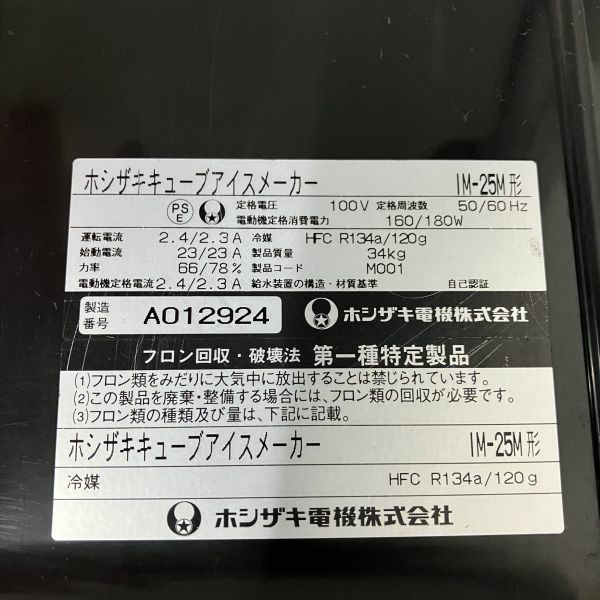 ホシザキキューブアイスメーカー IM-25M形
PS E 定格電圧 100V 定格周波数 50/60Hz
電動機定格消費電力 160/180W
運転電流 2.4/2.3A 冷媒 HFC R134a/120g
始動電流 23/23A 製品質量 34kg
力率 66/78% 製品コード M001
電動機定格電流 2.4/2.3A 給水装置の構造・材質基準 自己認証
製造番号 A012924 ホシザキ電機株式会社
フロン回収・破壊法 第一種特定製品
(1)フロン類をみだりに大気中に放出することは禁じられています。
(2)この製品を廃棄・整備する場合には、フロン類の回収が必要です。
(3)フロン類の種類及び量は、下記に記載。
ホシザキキューブアイスメーカー IM-25M形
冷媒 HFC R134a/120g
ホシザキ電機株式会社